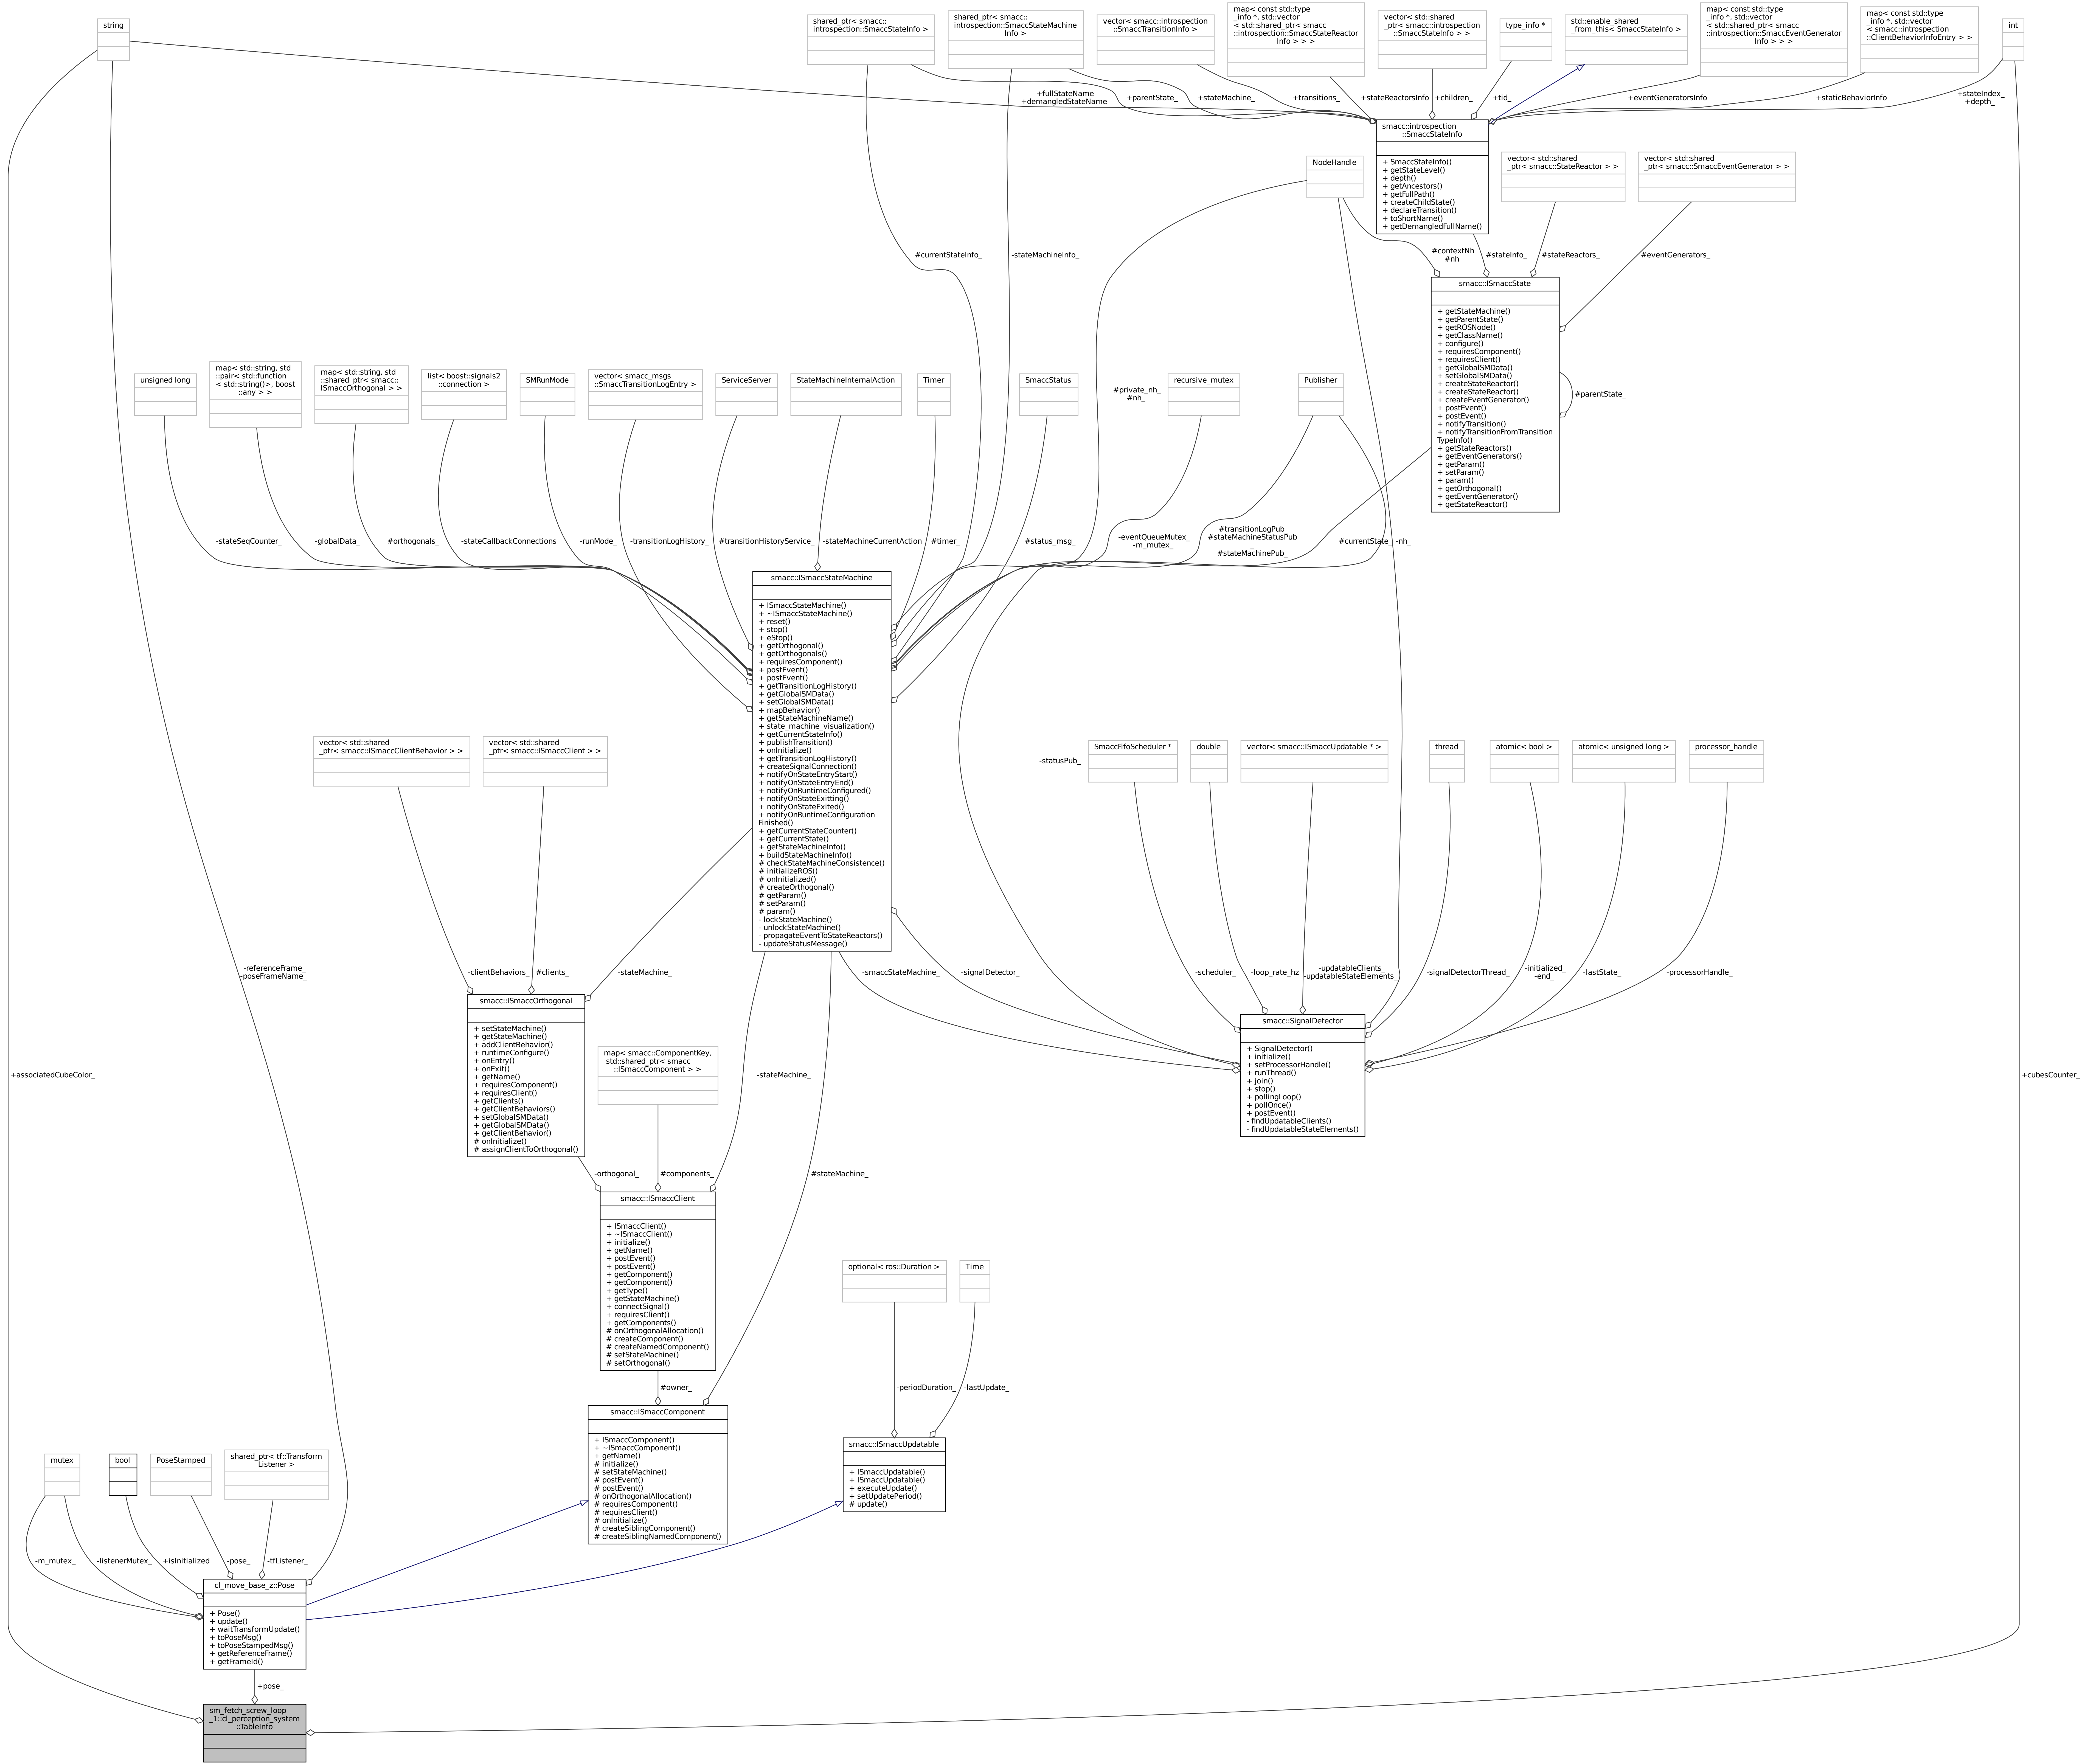 string
shared_ptr< smacc::
introspection::SmaccStateInfo >
shared_ptr< smacc::
introspection::SmaccStateMachine
Info >
vector< smacc::introspection
::SmaccTransitionInfo >
map< const std::type
_info *, std::vector
< std::shared_ptr< smacc
::introspection::SmaccStateReactor
Info > > >
vector< std::shared
_ptr< smacc::introspection
::SmaccStateInfo > >
type_info *
std::enable_shared
_from_this< SmaccStateInfo >
map< const std::type
_info *, std::vector
< std::shared_ptr< smacc
::introspection::SmaccEventGenerator
Info > > >
map< const std::type
_info *, std::vector
< smacc::introspection
::ClientBehaviorInfoEntry > >
int
+fullStateName
+demangledStateName
+parentState_
+stateMachine_
+transitions_
+stateReactorsInfo
+children_
+tid_
+eventGeneratorsInfo
+staticBehaviorInfo
+stateIndex_
+depth_
smacc::introspection
::SmaccStateInfo
+ SmaccStateInfo()
+ getStateLevel()
+ depth()
+ getAncestors()
+ getFullPath()
+ createChildState()
+ declareTransition()
+ toShortName()
+ getDemangledFullName()
NodeHandle
vector< std::shared
_ptr< smacc::StateReactor > >
vector< std::shared
_ptr< smacc::SmaccEventGenerator > >
#currentStateInfo_
-stateMachineInfo_
#contextNh
#nh
#stateInfo_
#stateReactors_
#eventGenerators_
smacc::ISmaccState
+ getStateMachine()
+ getParentState()
+ getROSNode()
+ getClassName()
+ configure()
+ requiresComponent()
+ requiresClient()
+ getGlobalSMData()
+ setGlobalSMData()
+ createStateReactor()
+ createStateReactor()
+ createEventGenerator()
+ postEvent()
+ postEvent()
+ notifyTransition()
+ notifyTransitionFromTransition
TypeInfo()
+ getStateReactors()
+ getEventGenerators()
+ getParam()
+ setParam()
+ param()
+ getOrthogonal()
+ getEventGenerator()
+ getStateReactor()
#parentState_
unsigned long
map< std::string, std
::pair< std::function
< std::string()>, boost
::any > >
map< std::string, std
::shared_ptr< smacc::
ISmaccOrthogonal > >
list< boost::signals2
::connection >
SMRunMode
vector< smacc_msgs
::SmaccTransitionLogEntry >
ServiceServer
StateMachineInternalAction
Timer
SmaccStatus
#private_nh_
#nh_
recursive_mutex
Publisher
-stateSeqCounter_
-globalData_
#orthogonals_
-stateCallbackConnections
-runMode_
-transitionLogHistory_
#transitionHistoryService_
-stateMachineCurrentAction
#timer_
#status_msg_
-eventQueueMutex_
-m_mutex_
#transitionLogPub_
#stateMachineStatusPub
_
#stateMachinePub_
#currentState_
-nh_
smacc::ISmaccStateMachine
+ ISmaccStateMachine()
+ ~ISmaccStateMachine()
+ reset()
+ stop()
+ eStop()
+ getOrthogonal()
+ getOrthogonals()
+ requiresComponent()
+ postEvent()
+ postEvent()
+ getTransitionLogHistory()
+ getGlobalSMData()
+ setGlobalSMData()
+ mapBehavior()
+ getStateMachineName()
+ state_machine_visualization()
+ getCurrentStateInfo()
+ publishTransition()
+ onInitialize()
+ getTransitionLogHistory()
+ createSignalConnection()
+ notifyOnStateEntryStart()
+ notifyOnStateEntryEnd()
+ notifyOnRuntimeConfigured()
+ notifyOnStateExitting()
+ notifyOnStateExited()
+ notifyOnRuntimeConfiguration
Finished()
+ getCurrentStateCounter()
+ getCurrentState()
+ getStateMachineInfo()
+ buildStateMachineInfo()
# checkStateMachineConsistence()
# initializeROS()
# onInitialized()
# createOrthogonal()
# getParam()
# setParam()
# param()
- lockStateMachine()
- unlockStateMachine()
- propagateEventToStateReactors()
- updateStatusMessage()
vector< std::shared
_ptr< smacc::ISmaccClientBehavior > >
vector< std::shared
_ptr< smacc::ISmaccClient > >
-statusPub_
SmaccFifoScheduler *
double
vector< smacc::ISmaccUpdatable * >
thread
atomic< bool >
atomic< unsigned long >
processor_handle
-referenceFrame_
-poseFrameName_
-clientBehaviors_
#clients_
-stateMachine_
-smaccStateMachine_
-signalDetector_
-scheduler_
-loop_rate_hz
-updatableClients_
-updatableStateElements_
-signalDetectorThread_
-initialized_
-end_
-lastState_
-processorHandle_
smacc::ISmaccOrthogonal
+ setStateMachine()
+ getStateMachine()
+ addClientBehavior()
+ runtimeConfigure()
+ onEntry()
+ onExit()
+ getName()
+ requiresComponent()
+ requiresClient()
+ getClients()
+ getClientBehaviors()
+ setGlobalSMData()
+ getGlobalSMData()
+ getClientBehavior()
# onInitialize()
# assignClientToOrthogonal()
smacc::SignalDetector
+ SignalDetector()
+ initialize()
+ setProcessorHandle()
+ runThread()
+ join()
+ stop()
+ pollingLoop()
+ pollOnce()
+ postEvent()
- findUpdatableClients()
- findUpdatableStateElements()
map< smacc::ComponentKey,
std::shared_ptr< smacc
::ISmaccComponent > >
+associatedCubeColor_
-stateMachine_
+cubesCounter_
-orthogonal_
#components_
#stateMachine_
smacc::ISmaccClient
+ ISmaccClient()
+ ~ISmaccClient()
+ initialize()
+ getName()
+ postEvent()
+ postEvent()
+ getComponent()
+ getComponent()
+ getType()
+ getStateMachine()
+ connectSignal()
+ requiresClient()
+ getComponents()
# onOrthogonalAllocation()
# createComponent()
# createNamedComponent()
# setStateMachine()
# setOrthogonal()
optional< ros::Duration >
Time
#owner_
-periodDuration_
-lastUpdate_
smacc::ISmaccComponent
+ ISmaccComponent()
+ ~ISmaccComponent()
+ getName()
# initialize()
# setStateMachine()
# postEvent()
# postEvent()
# onOrthogonalAllocation()
# requiresComponent()
# requiresClient()
# onInitialize()
# createSiblingComponent()
# createSiblingNamedComponent()
smacc::ISmaccUpdatable
+ ISmaccUpdatable()
+ ISmaccUpdatable()
+ executeUpdate()
+ setUpdatePeriod()
# update()
mutex
bool
PoseStamped
shared_ptr< tf::Transform
Listener >
-m_mutex_
-listenerMutex_
+isInitialized
-pose_
-tfListener_
cl_move_base_z::Pose
+ Pose()
+ update()
+ waitTransformUpdate()
+ toPoseMsg()
+ toPoseStampedMsg()
+ getReferenceFrame()
+ getFrameId()
+pose_
sm_fetch_screw_loop
_1::cl_perception_system
::TableInfo